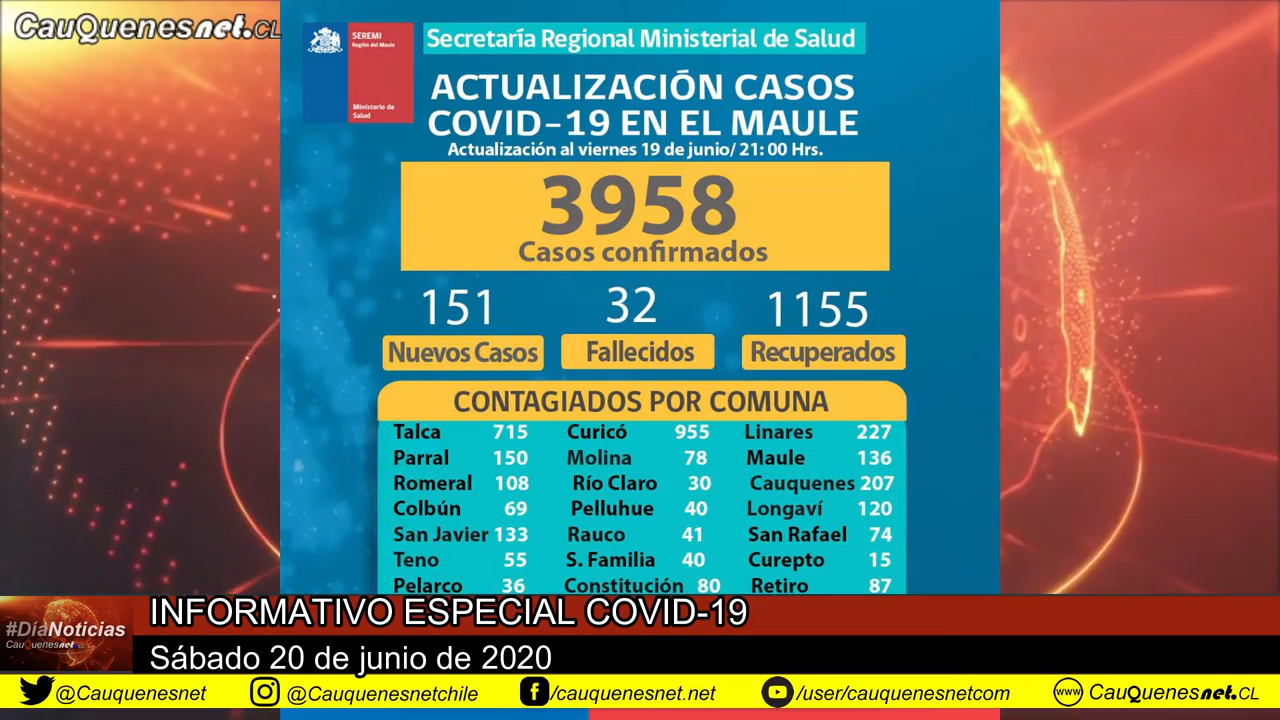 CauQuenesnet.CL
SEREMI
Región del Maule
Ministerio de
Salud
Secretaría Regional Ministerial de Salud
ACTUALIZACIÓN CASOS
COVID-19 EN EL MAULE
Actualización al viernes 19 de junio/ 21: 00 Hrs.
3958
Casos confirmados
151 32 1155
Nuevos Casos Fallecidos Recuperados
CONTAGIADOS POR COMUNA
Talca 715 Curicó 955 Linares 227
Parral 150 Molina 78 Maule 136
Romeral 108 Río Claro 30 Cauquenes 207
Colbún 69 Pelluhue 40 Longaví 120
San Javier 133 Rauco 41 San Rafael 74
Teno 55 S. Familia 40 Curepto 15
Pelarco 36 Constitución 80 Retiro 87
INFORMATIVO ESPECIAL COVID-19
#DíaNoticias
CauQuenesnet
Sábado 20 de junio de 2020
@Cauquenesnet @Cauquenesnetchile /cauquenesnet.net /user/cauquenesnetcom www CauQuenesnet.CL